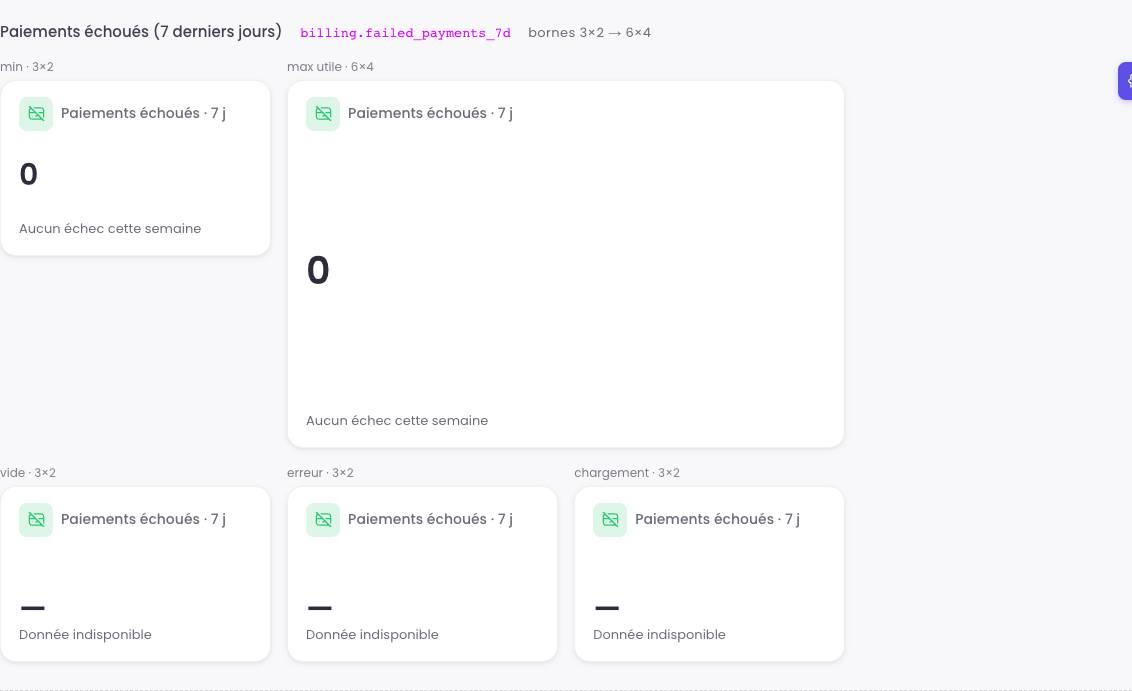 Paiements échoués (7 derniers jours) billing.failed_payments_7d bornes 3×2 → 6×4
min · 3×2
max utile · 6×4
Paiements échoués · 7 j
0
Aucun échec cette semaine
Paiements échoués · 7 j
0
Aucun échec cette semaine
vide · 3×2
erreur · 3×2
chargement · 3×2
Paiements échoués · 7 j
—
Donnée indisponible
Paiements échoués · 7 j
—
Donnée indisponible
Paiements échoués · 7 j
—
Donnée indisponible